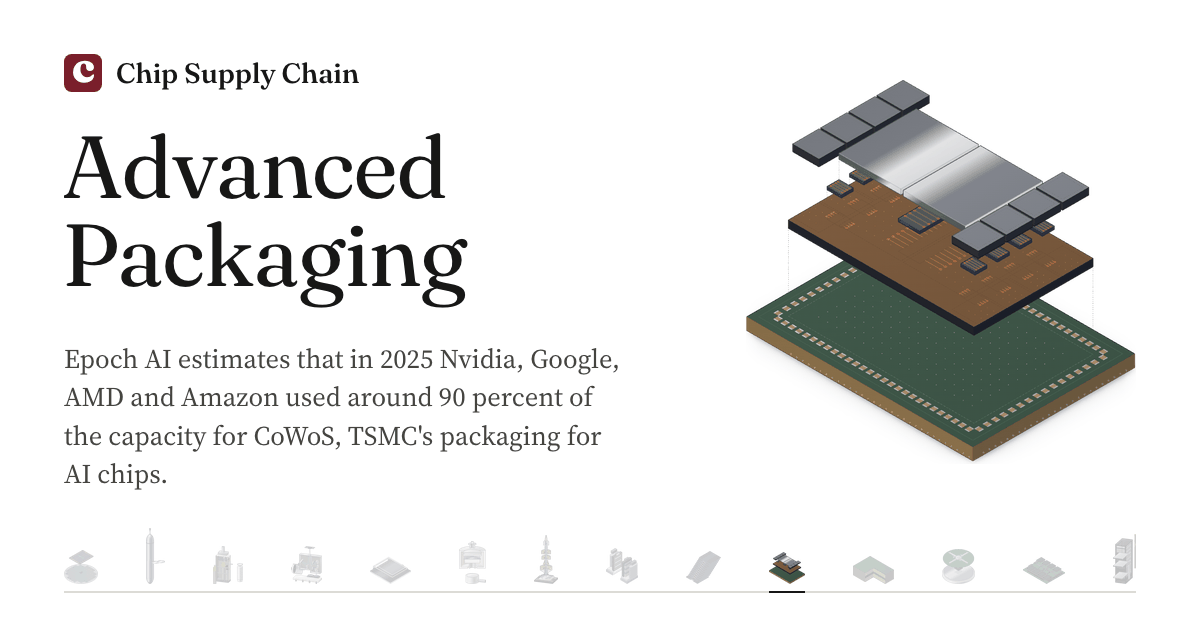 C Chip Supply Chain
Advanced
Packaging
Epoch AI estimates that in 2025 Nvidia, Google,
AMD and Amazon used around 90 percent of
the capacity for CoWoS, TSMC's packaging for
AI chips.